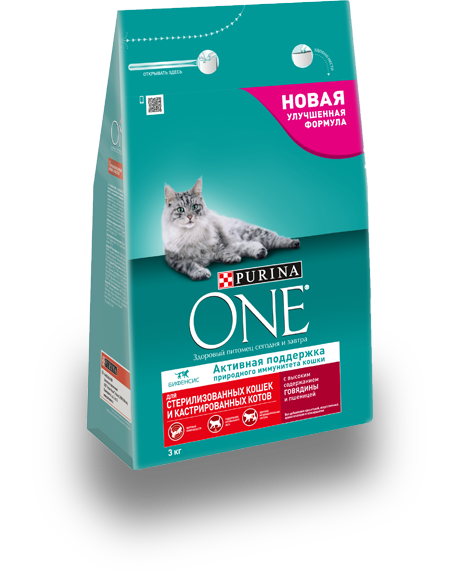 ОТКРЫВАТЬ ЗДЕСЬ
НОВАЯ
УЛУЧШЕННАЯ
ФОРМУЛА
PURINA
ONE
Здоровый питомец сегодня и завтра
БИФЕНСИС
Активная поддержка
природного иммунитета кошки
ДЛЯ
СТЕРИЛИЗОВАННЫХ КОШЕК
И КАСТРИРОВАННЫХ КОТОВ
С ВЫСОКИМ
СОДЕРЖАНИЕМ
ГОВЯДИНЫ
И ПШЕНИЦЕЙ
3 кг
ONE